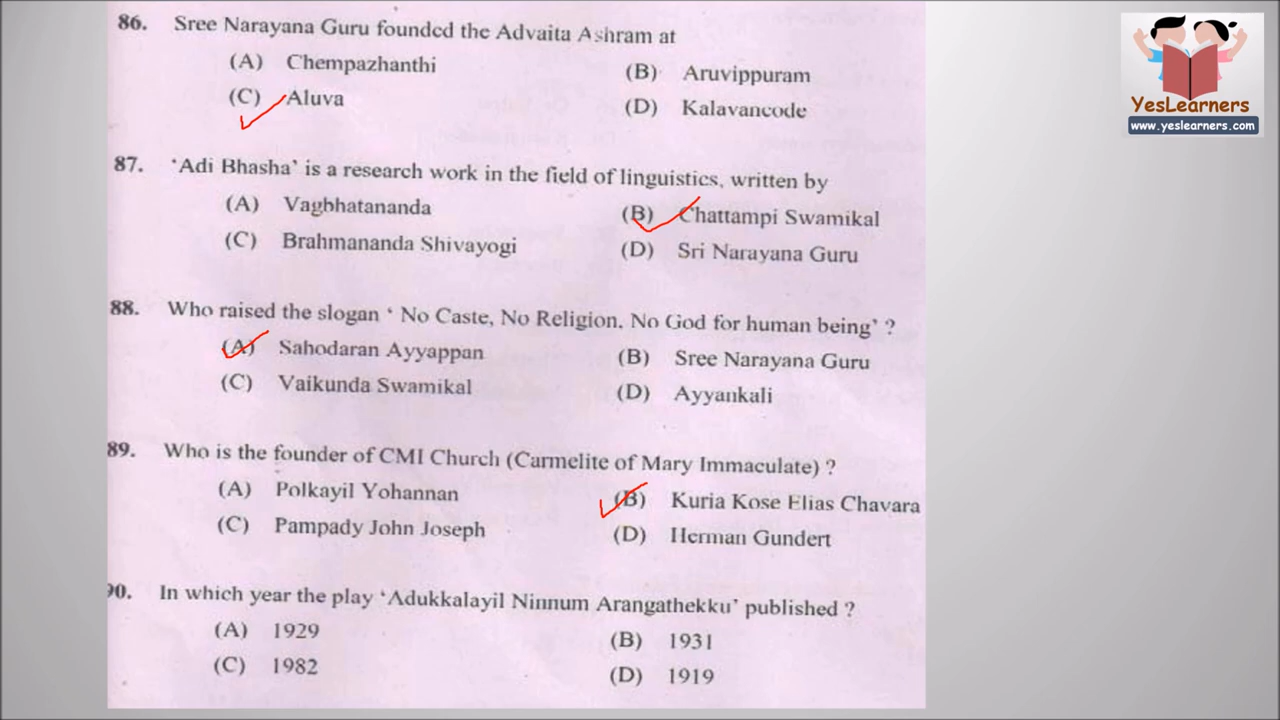 86. Sree Narayana Guru founded the Advaita Ashram at
(A) Chempazhanthi (B) Aruvippuram
(C) Aluva (D) Kalavancode
87. ‘Adi Bhasha’ is a research work in the field of linguistics, written by
(A) Vagbhatananda (B) Chattampi Swamikal
(C) Brahmananda Shivayogi (D) Sri Narayana Guru
88. Who raised the slogan ‘ No Caste, No Religion, No God for human being’ ?
(A) Sahodaran Ayyappan (B) Sree Narayana Guru
(C) Vaikunda Swamikal (D) Ayyankali
89. Who is the founder of CMI Church (Carmelite of Mary Immaculate) ?
(A) Polkayil Yohannan (B) Kuria Kose Elias Chavara
(C) Pampady John Joseph (D) Herman Gundert
90. In which year the play ‘Adukkalayil Ninnum Arangathekku’ published ?
(A) 1929 (B) 1931
(C) 1982 (D) 1919
YesLearners
www.yeslearners.com